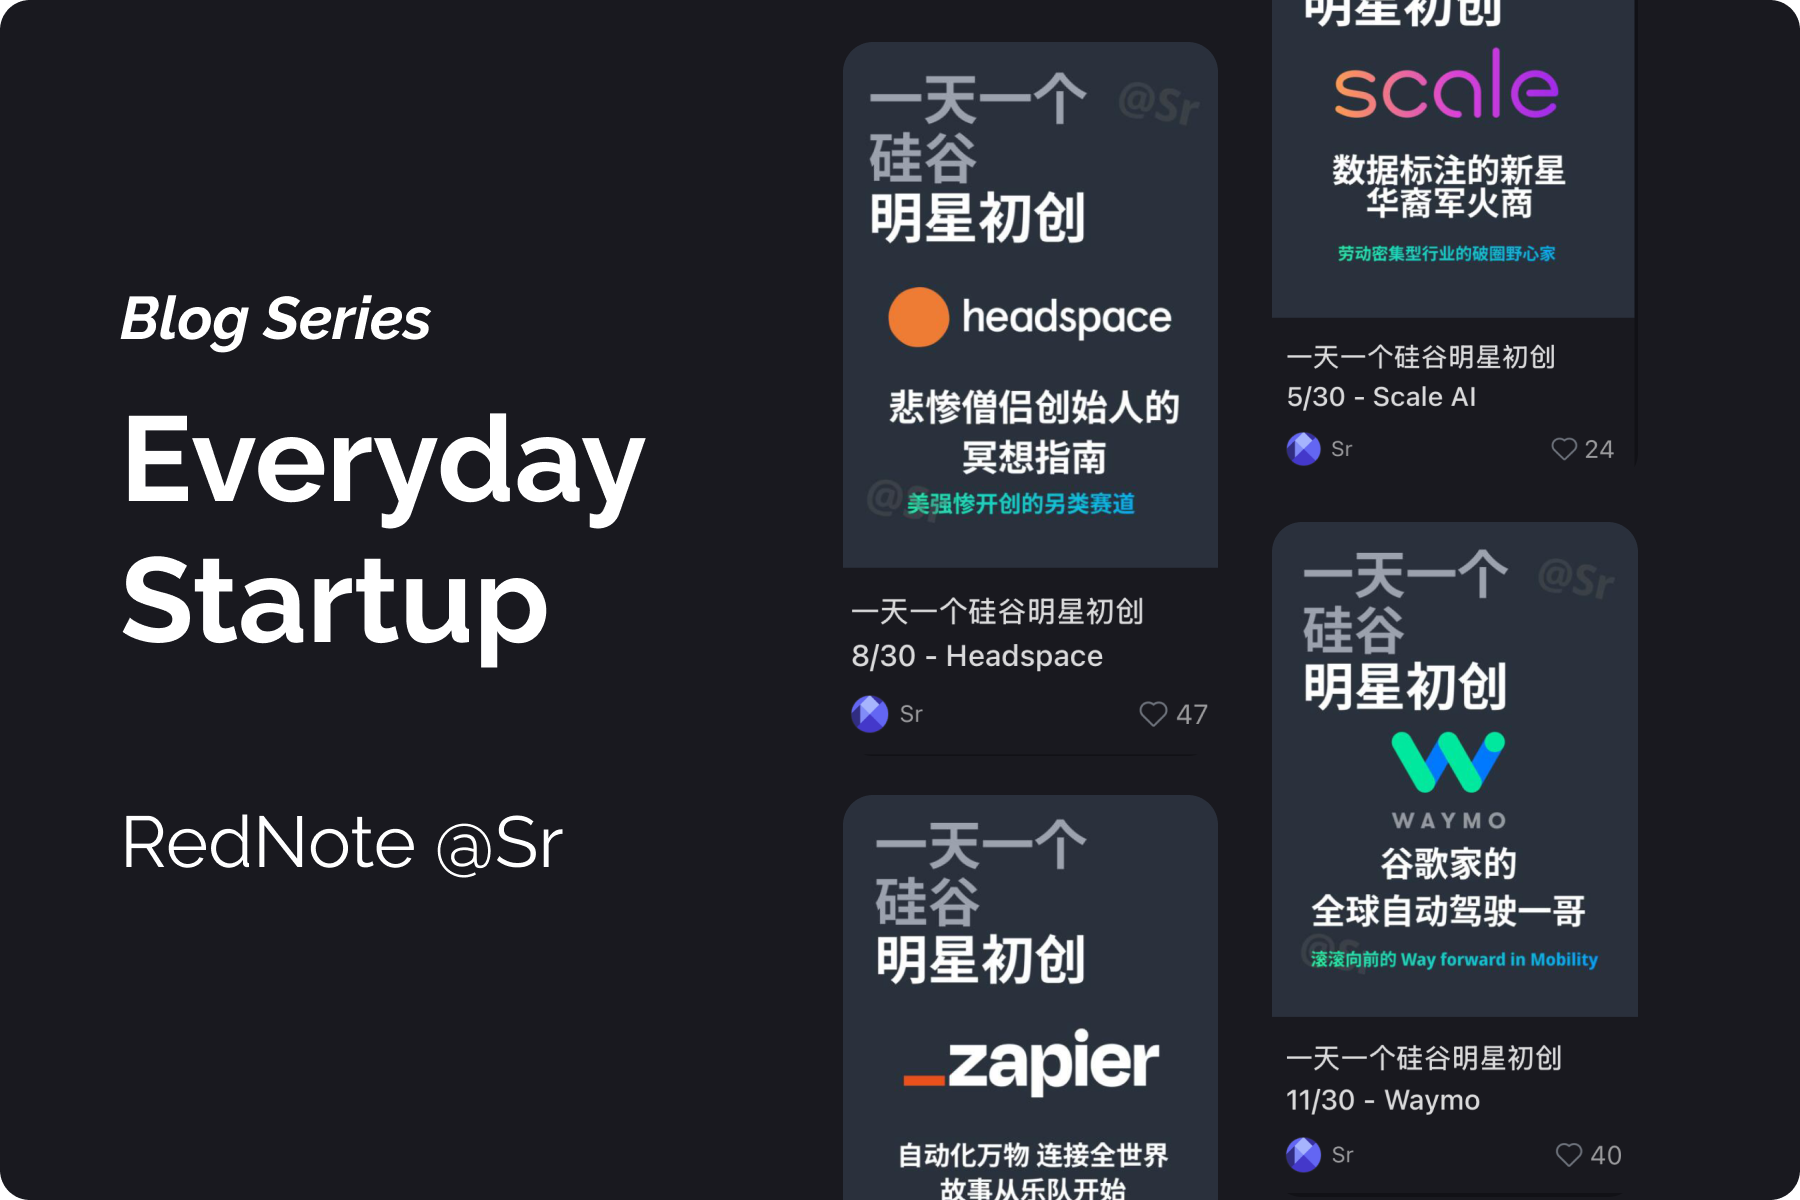 Blog Series
Everyday
Startup
RedNote @Sr
一天一个
@Sr
硅谷
明星初创
headspace
悲惨僧侣创始人的
冥想指南
@Sr
美强惨开创的另类赛道
一天一个硅谷明星初创
8/30 - Headspace
Sr
47
一天一个
硅谷
明星初创
zapier
自动化万物 连接全世界
故事从乐队开始
明星初创
scale
数据标注的新星
华裔军火商
劳动密集型行业的破圈野心家
一天一个硅谷明星初创
5/30 - Scale AI
Sr
24
一天一个
@Sr
硅谷
明星初创
WAYMO
谷歌家的
全球自动驾驶一哥
@Sr
滚滚向前的 Way forward in Mobility
一天一个硅谷明星初创
11/30 - Waymo
Sr
40